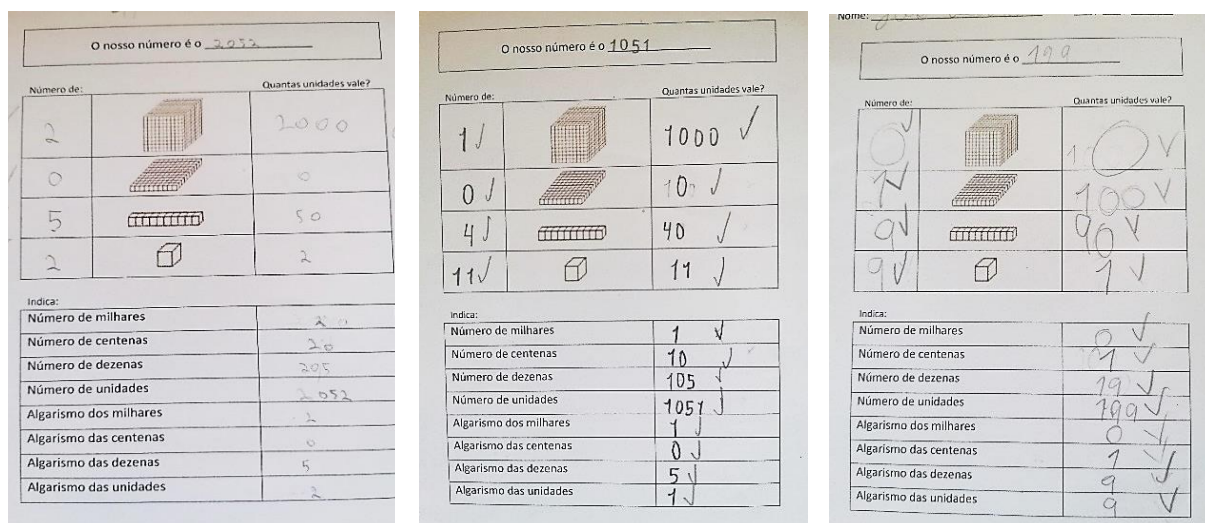 O nosso número é o 2052
Número de: Quantas unidades vale?
2 2000
0 0
5 50
2 2
Indica:
Número de milhares 2
Número de centenas 20
Número de dezenas 205
Número de unidades 2052
Algarismo dos milhares 2
Algarismo das centenas 0
Algarismo das dezenas 5
Algarismo das unidades 2
O nosso número é o 1051
Número de: Quantas unidades vale?
1 1000
0 0
4 40
11 11
Indica:
Número de milhares 1
Número de centenas 10
Número de dezenas 105
Número de unidades 1051
Algarismo dos milhares 1
Algarismo das centenas 0
Algarismo das dezenas 5
Algarismo das unidades 1
Nome:
O nosso número é o 199
Número de: Quantas unidades vale?
0 0
1 100
9 90
9 1
Indica:
Número de milhares 0
Número de centenas 1
Número de dezenas 19
Número de unidades 199
Algarismo dos milhares 0
Algarismo das centenas 1
Algarismo das dezenas 9
Algarismo das unidades 9